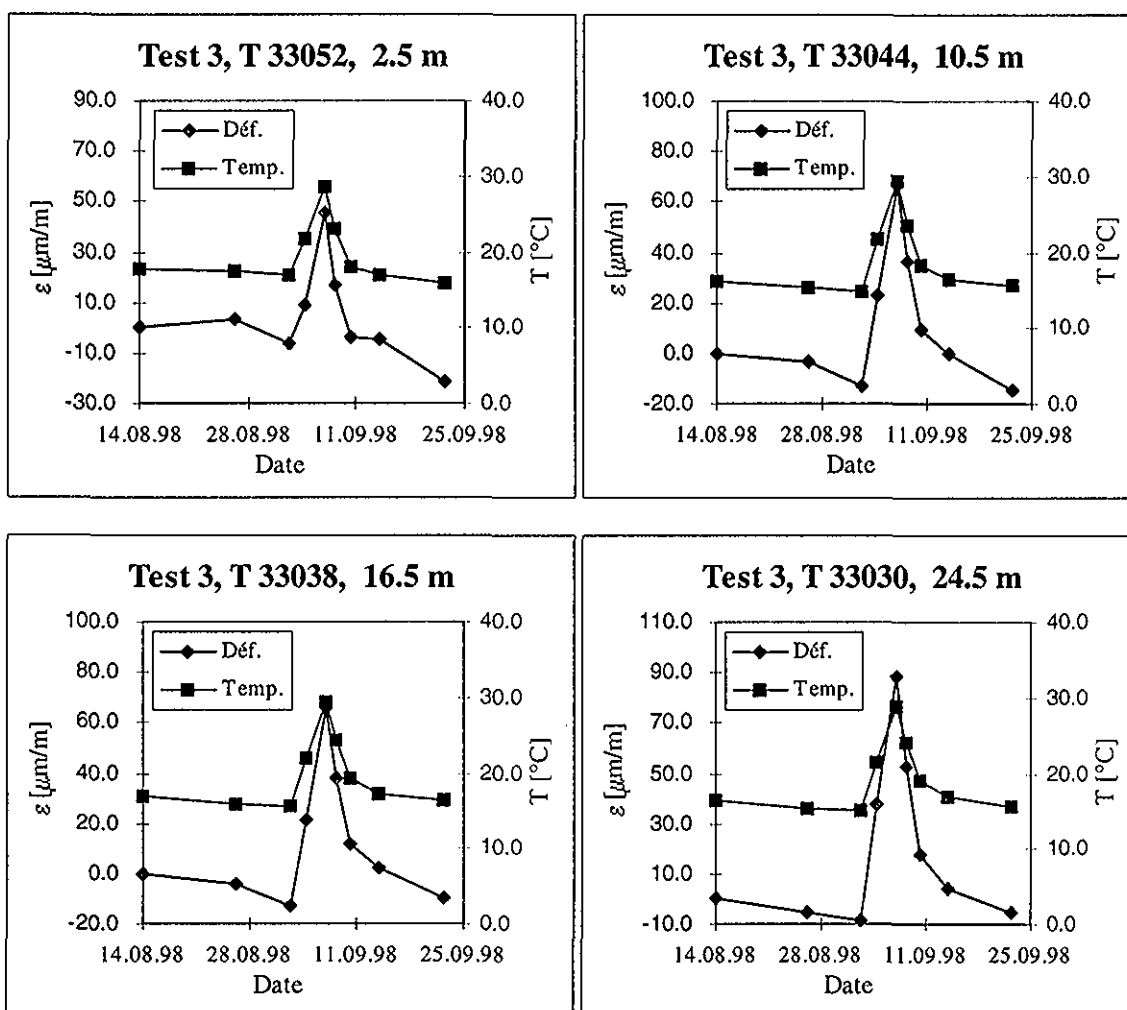 Test 3, T 33052, 2.5 m
90.0
70.0
50.0
30.0
10.0
-10.0
-30.0
ε [μm/m]
Déf.
Temp.
40.0
30.0
20.0
10.0
0.0
T [°C]
14.08.98 28.08.98 11.09.98 25.09.98
Date
Test 3, T 33044, 10.5 m
100.0
80.0
60.0
40.0
20.0
0.0
-20.0
ε [μm/m]
Déf.
Temp.
40.0
30.0
20.0
10.0
0.0
T [°C]
14.08.98 28.08.98 11.09.98 25.09.98
Date
Test 3, T 33038, 16.5 m
100.0
80.0
60.0
40.0
20.0
0.0
-20.0
ε [μm/m]
Déf.
Temp.
40.0
30.0
20.0
10.0
0.0
T [°C]
14.08.98 28.08.98 11.09.98 25.09.98
Date
Test 3, T 33030, 24.5 m
110.0
90.0
70.0
50.0
30.0
10.0
-10.0
ε [μm/m]
Déf.
Temp.
40.0
30.0
20.0
10.0
0.0
T [°C]
14.08.98 28.08.98 11.09.98 25.09.98
Date